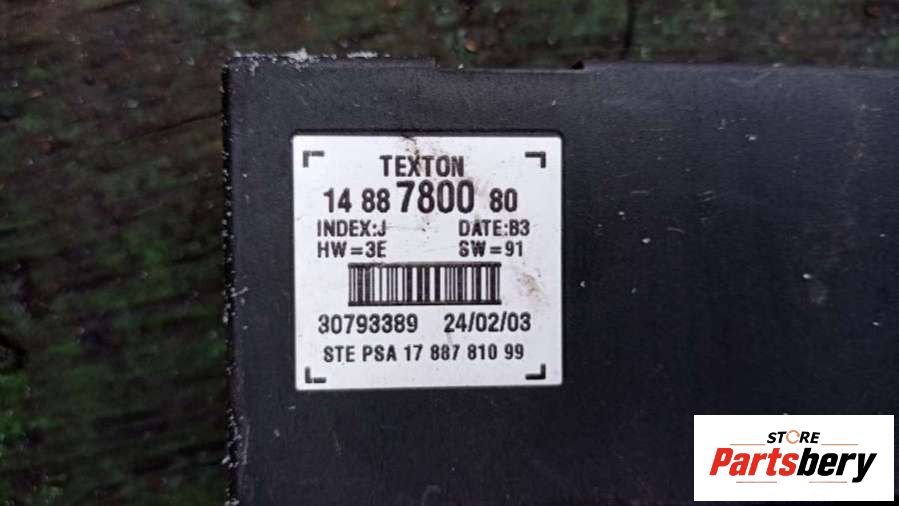 TEXTON
14 88 7800 80
INDEX:J DATE:B3
HW=3E SW=91
30793389 24/02/03
STE PSA 17 887 810 99
STORE
Partsbery